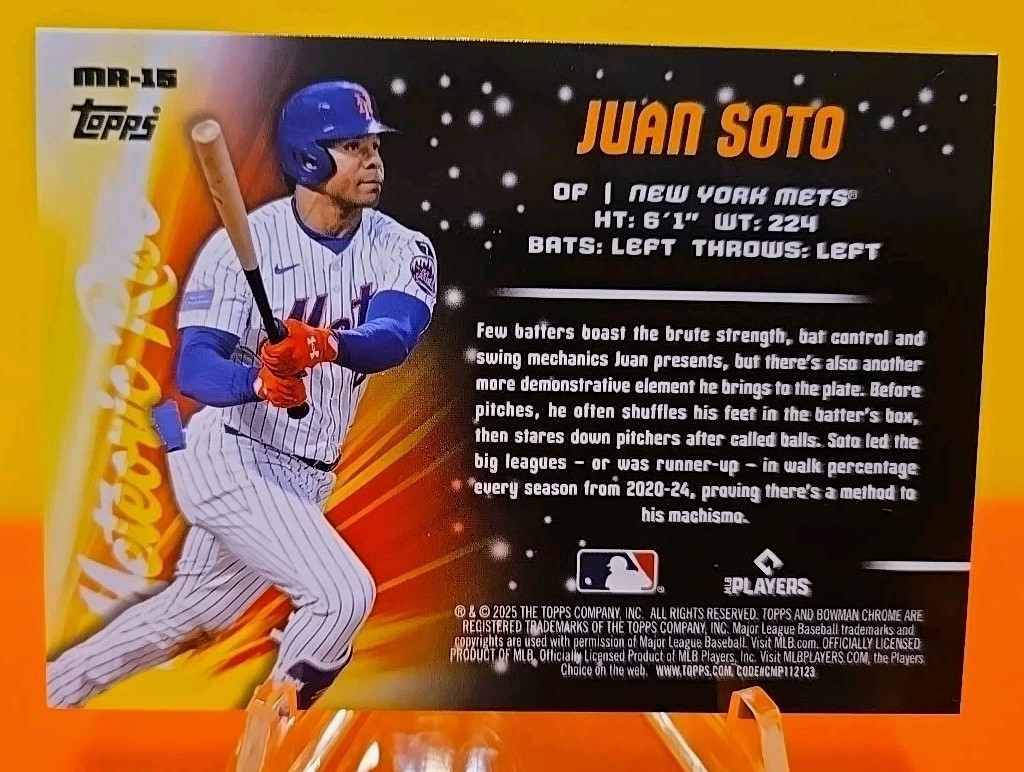 MR-15
Topps
Meteoric Rise
JUAN SOTO
OF | NEW YORK METS®
HT: 6'1" WT: 224
BATS: LEFT THROWS: LEFT
Few batters boast the brute strength, bat control and
swing mechanics Juan presents, but there's also another
more demonstrative element he brings to the plate. Before
pitches, he often shuffles his feet in the batter's box,
then stares down pitchers after called balls. Soto led the
big leagues – or was runner-up – in walk percentage
every season from 2020-24, proving there's a method to
his machismo.
MLB PLAYERS
® & © 2025 THE TOPPS COMPANY, INC. ALL RIGHTS RESERVED. TOPPS AND BOWMAN CHROME ARE
REGISTERED TRADEMARKS OF THE TOPPS COMPANY, INC. Major League Baseball trademarks and
copyrights are used with permission of Major League Baseball. Visit MLB.com. OFFICIALLY LICENSED
PRODUCT OF MLB. Officially Licensed Product of MLB Players, Inc. Visit MLBPLAYERS.COM, the Players
Choice on the web. WWW.TOPPS.COM CODE#CMP112123